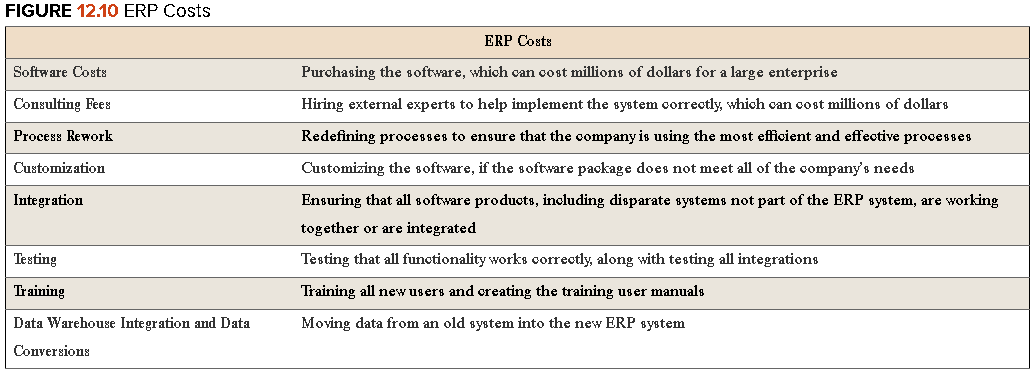 FIGURE 12.10 ERP Costs
ERP Costs
Software Costs Purchasing the software, which can cost millions of dollars for a large enterprise
Consulting Fees Hiring external experts to help implement the system correctly, which can cost millions of dollars
Process Rework Redefining processes to ensure that the company is using the most efficient and effective processes
Customization Customizing the software, if the software package does not meet all of the company's needs
Integration Ensuring that all software products, including disparate systems not part of the ERP system, are working
together or are integrated
Testing Testing that all functionality works correctly, along with testing all integrations
Training Training all new users and creating the training user manuals
Data Warehouse Integration and Data Moving data from an old system into the new ERP system
Conversions